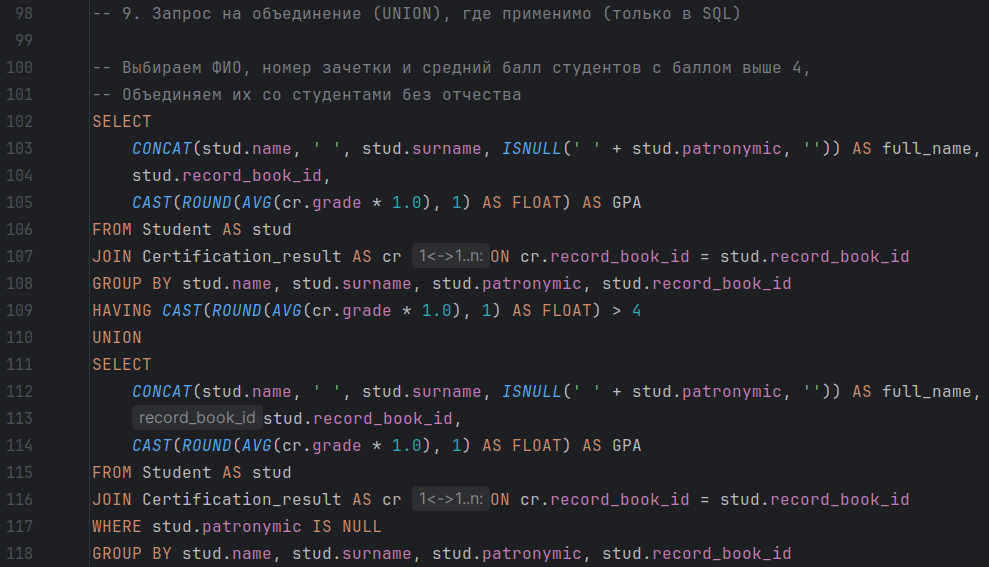 98 -- 9. Запрос на объединение (UNION), где применимо (только в SQL)
99
100 -- Выбираем ФИО, номер зачетки и средний балл студентов с баллом выше 4,
101 -- Объединяем их со студентами без отчества
102 SELECT
103 CONCAT(stud.name, ' ', stud.surname, ISNULL(' ' + stud.patronymic, '')) AS full_name,
104 stud.record_book_id,
105 CAST(ROUND(AVG(cr.grade * 1.0), 1) AS FLOAT) AS GPA
106 FROM Student AS stud
107 JOIN Certification_result AS cr 1<->1..n: ON cr.record_book_id = stud.record_book_id
108 GROUP BY stud.name, stud.surname, stud.patronymic, stud.record_book_id
109 HAVING CAST(ROUND(AVG(cr.grade * 1.0), 1) AS FLOAT) > 4
110 UNION
111 SELECT
112 CONCAT(stud.name, ' ', stud.surname, ISNULL(' ' + stud.patronymic, '')) AS full_name,
113 record_book_id stud.record_book_id,
114 CAST(ROUND(AVG(cr.grade * 1.0), 1) AS FLOAT) AS GPA
115 FROM Student AS stud
116 JOIN Certification_result AS cr 1<->1..n: ON cr.record_book_id = stud.record_book_id
117 WHERE stud.patronymic IS NULL
118 GROUP BY stud.name, stud.surname, stud.patronymic, stud.record_book_id